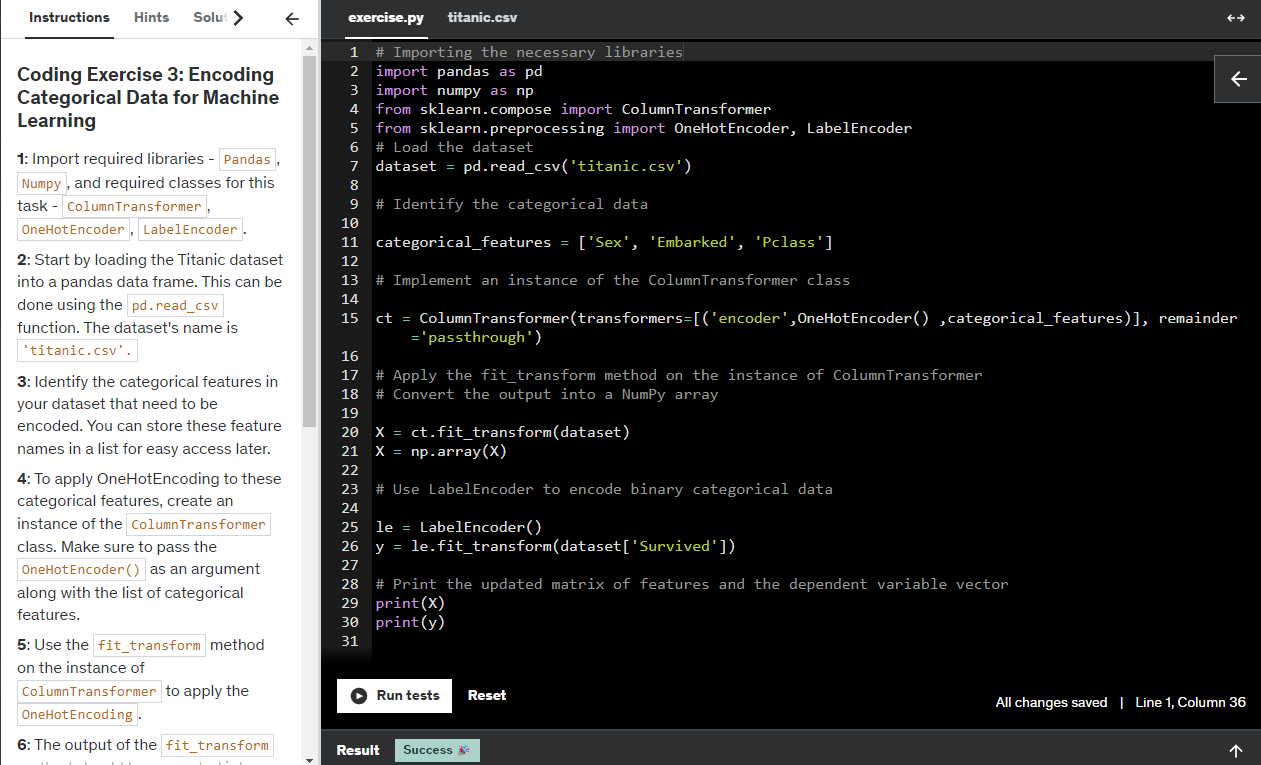 Instructions Hints Solu
Coding Exercise 3: Encoding
Categorical Data for Machine
Learning
1: Import required libraries - Pandas ,
Numpy , and required classes for this
task - ColumnTransformer ,
OneHotEncoder , LabelEncoder .
2: Start by loading the Titanic dataset
into a pandas data frame. This can be
done using the pd.read_csv
function. The dataset's name is
'titanic.csv'.
3: Identify the categorical features in
your dataset that need to be
encoded. You can store these feature
names in a list for easy access later.
4: To apply OneHotEncoding to these
categorical features, create an
instance of the ColumnTransformer
class. Make sure to pass the
OneHotEncoder() as an argument
along with the list of categorical
features.
5: Use the fit_transform method
on the instance of
ColumnTransformer to apply the
OneHotEncoding .
6: The output of the fit_transform
exercise.py titanic.csv
1 # Importing the necessary libraries
2 import pandas as pd
3 import numpy as np
4 from sklearn.compose import ColumnTransformer
5 from sklearn.preprocessing import OneHotEncoder, LabelEncoder
6 # Load the dataset
7 dataset = pd.read_csv('titanic.csv')
8
9 # Identify the categorical data
10
11 categorical_features = ['Sex', 'Embarked', 'Pclass']
12
13 # Implement an instance of the ColumnTransformer class
14
15 ct = ColumnTransformer(transformers=[('encoder',OneHotEncoder() ,categorical_features)], remainder
='passthrough')
16
17 # Apply the fit_transform method on the instance of ColumnTransformer
18 # Convert the output into a NumPy array
19
20 X = ct.fit_transform(dataset)
21 X = np.array(X)
22
23 # Use LabelEncoder to encode binary categorical data
24
25 le = LabelEncoder()
26 y = le.fit_transform(dataset['Survived'])
27
28 # Print the updated matrix of features and the dependent variable vector
29 print(X)
30 print(y)
31
Run tests Reset
All changes saved | Line 1, Column 36
Result Success 🎉